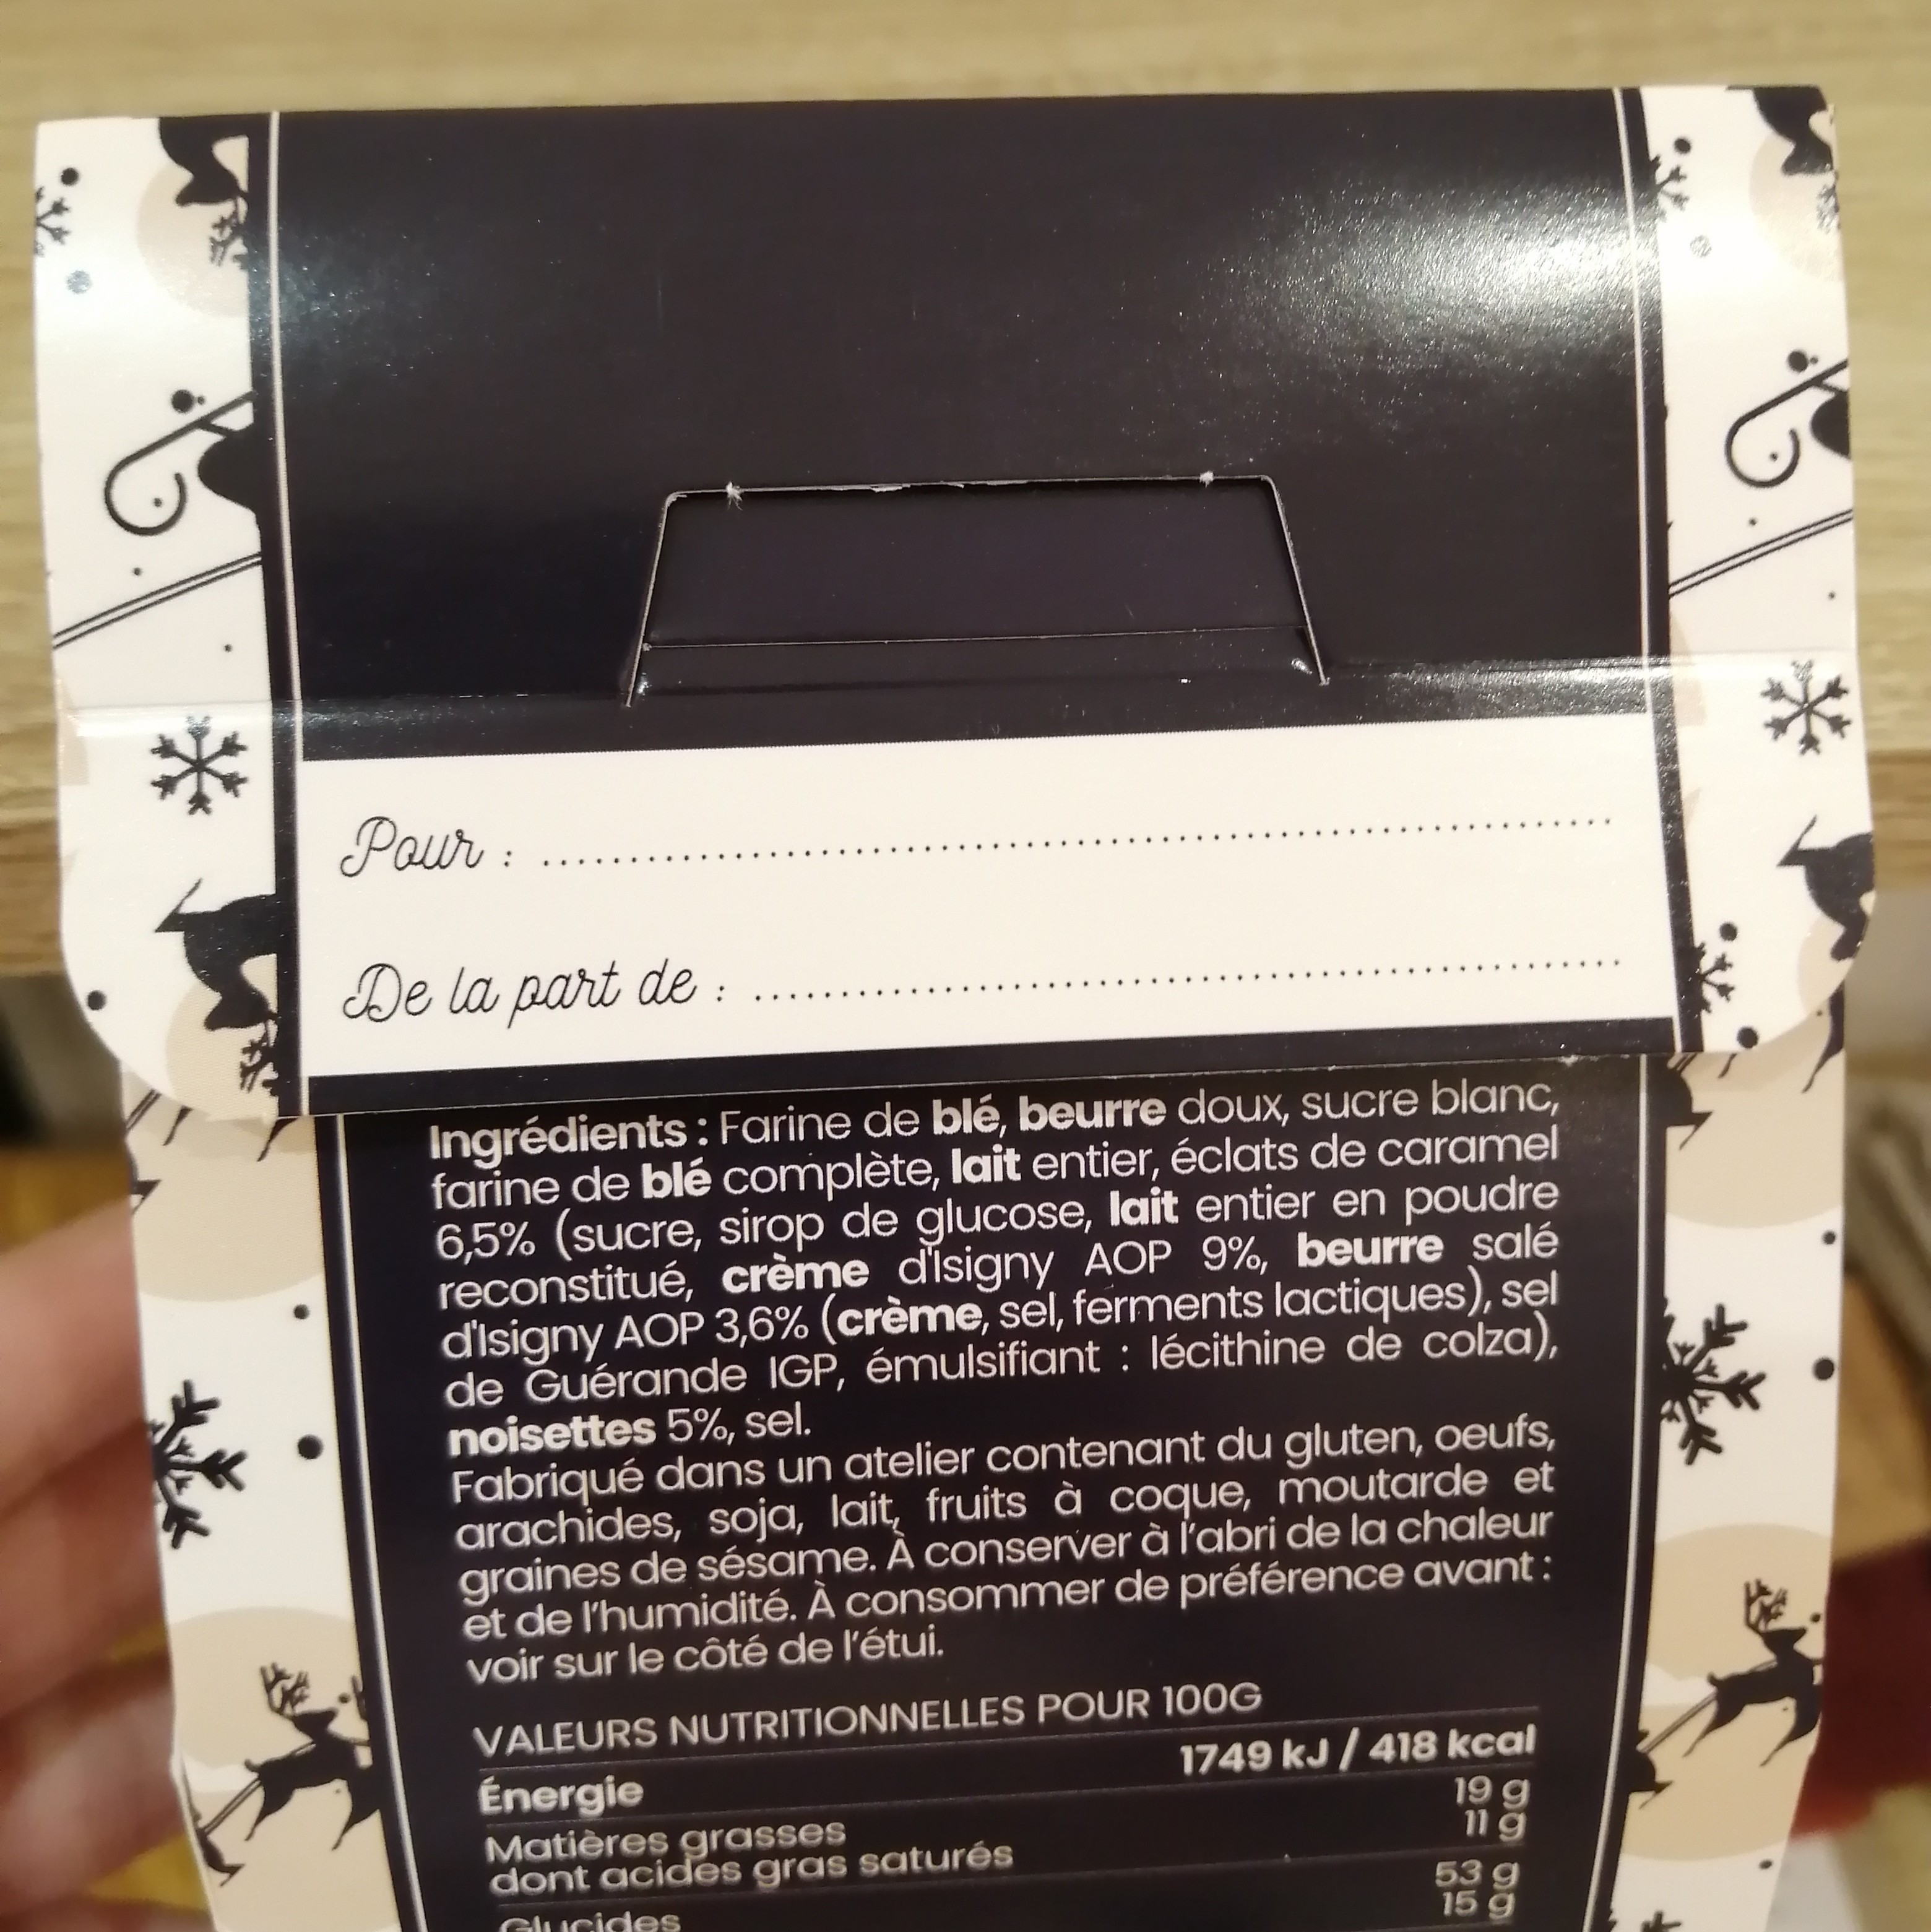 Pour : ........................................
De la part de : ........................................
Ingrédients : Farine de blé, beurre doux, sucre blanc,
farine de blé complète, lait entier, éclats de caramel
6,5% (sucre, sirop de glucose, lait entier en poudre
reconstitué, crème d'Isigny AOP 9%, beurre salé
d'Isigny AOP 3,6% (crème, sel, ferments lactiques), sel
de Guérande IGP, émulsifiant : lécithine de colza),
noisettes 5%, sel.
Fabriqué dans un atelier contenant du gluten, oeufs,
arachides, soja, lait, fruits à coque, moutarde et
graines de sésame. À conserver à l'abri de la chaleur
et de l'humidité. À consommer de préférence avant :
voir sur le côté de l'étui.
VALEURS NUTRITIONNELLES POUR 100G
Énergie 1749 kJ / 418 kcal
Matières grasses 19 g
dont acides gras saturés 11 g
Glucides 53 g
15 g